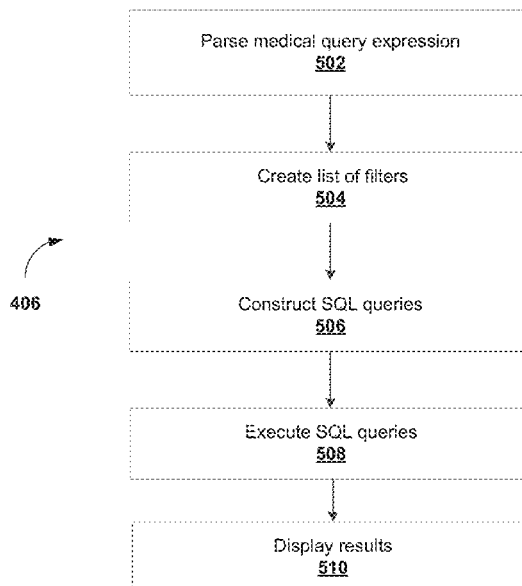 Parse medical query expression
502
Create list of filters
504
406
Construct SQL queries
506
Execute SQL queries
508
Display results
510